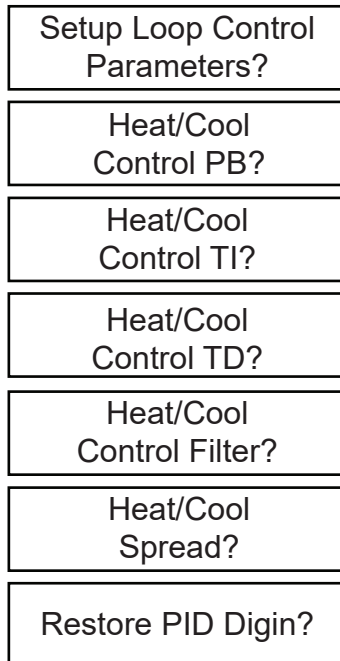 Setup Loop Control
Parameters?
Heat/Cool
Control PB?
Heat/Cool
Control TI?
Heat/Cool
Control TD?
Heat/Cool
Control Filter?
Heat/Cool
Spread?
Restore PID Digin?